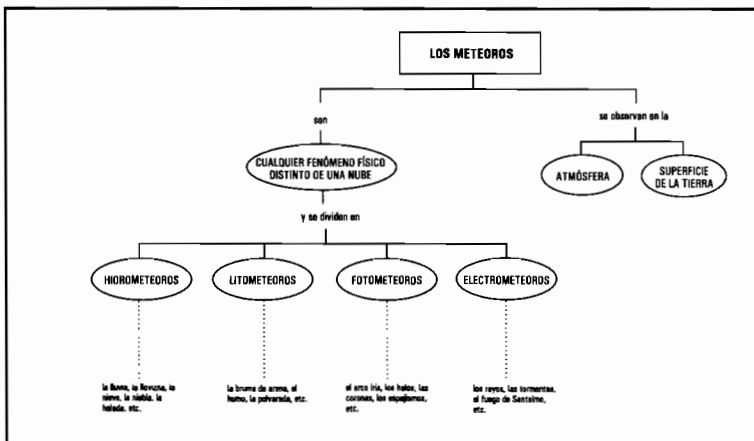 LOS METEOROS
son
se observan en la
CUALQUIER FENÓMENO FÍSICO
DISTINTO DE UNA NUBE
ATMÓSFERA
SUPERFICIE
DE LA TIERRA
y se dividen en
HIDROMETEOROS
LITOMETEOROS
FOTOMETEOROS
ELECTROMETEOROS
la lluvia, la llovizna, la
nieve, la niebla, la
helada, etc.
la bruma de arena, el
humo, la polvareda, etc.
el arco iris, los halos, las
coronas, los espejismos,
etc.
los rayos, las tormentas,
el fuego de Santelmo,
etc.